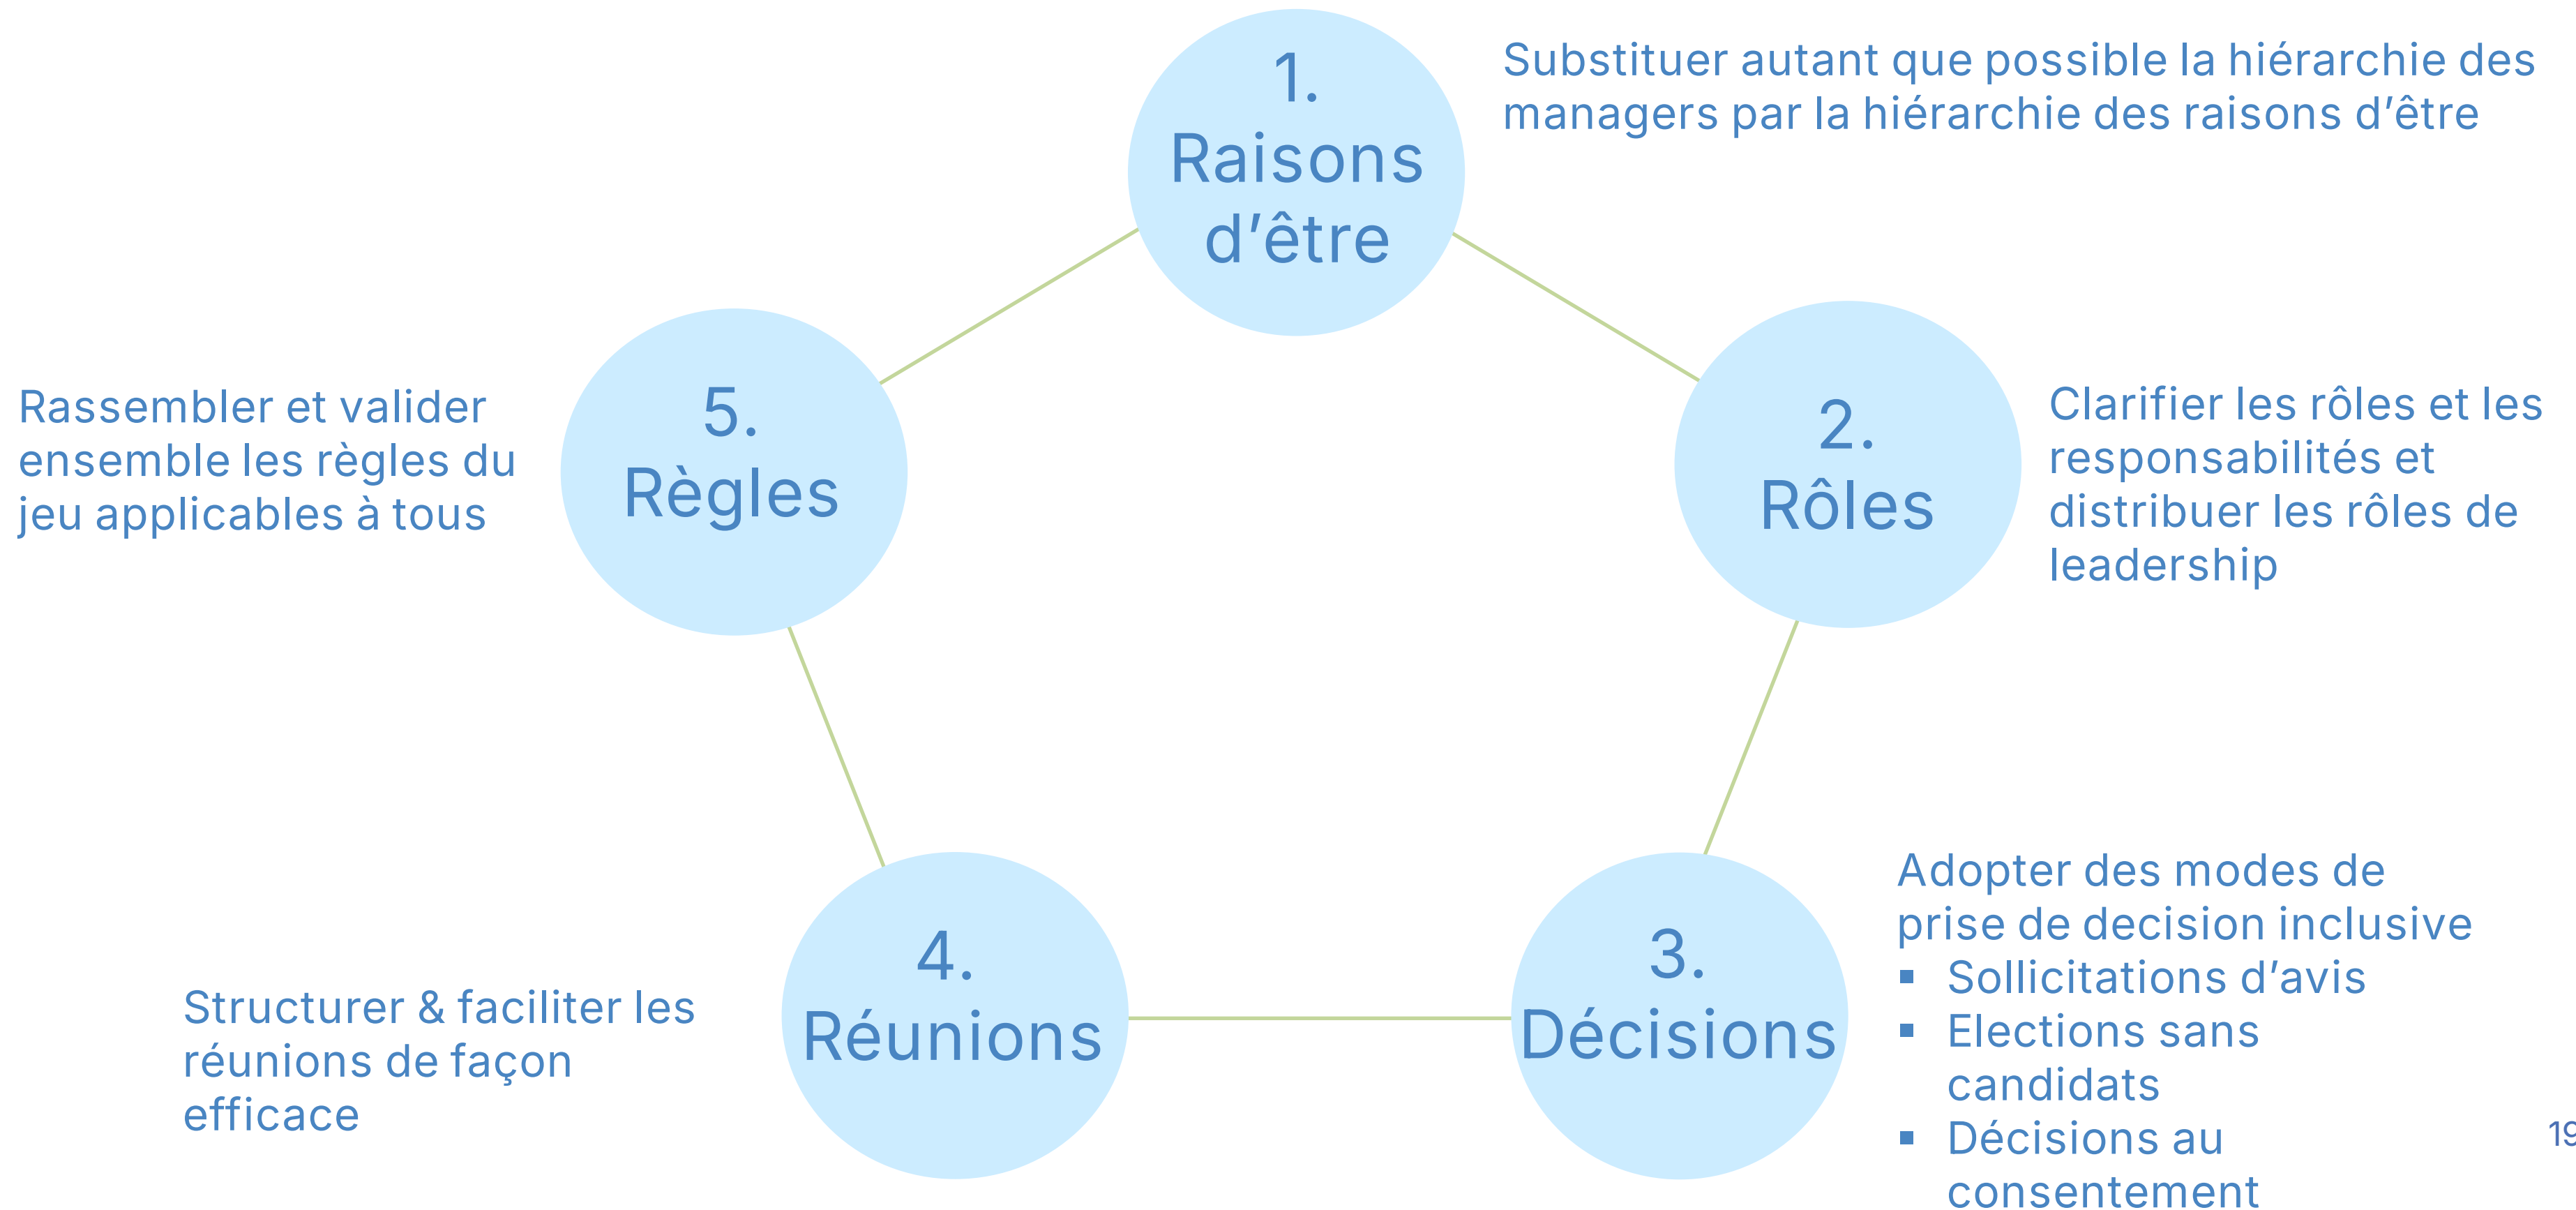 1.
Raisons
d’être
Substituer autant que possible la hiérarchie des
managers par la hiérarchie des raisons d’être
2.
Rôles
Clarifier les rôles et les
responsabilités et
distribuer les rôles de
leadership
3.
Décisions
Adopter des modes de
prise de decision inclusive
▪ Sollicitations d’avis
▪ Elections sans
candidats
▪ Décisions au
consentement
4.
Réunions
Structurer & faciliter les
réunions de façon
efficace
5.
Règles
Rassembler et valider
ensemble les règles du
jeu applicables à tous
19